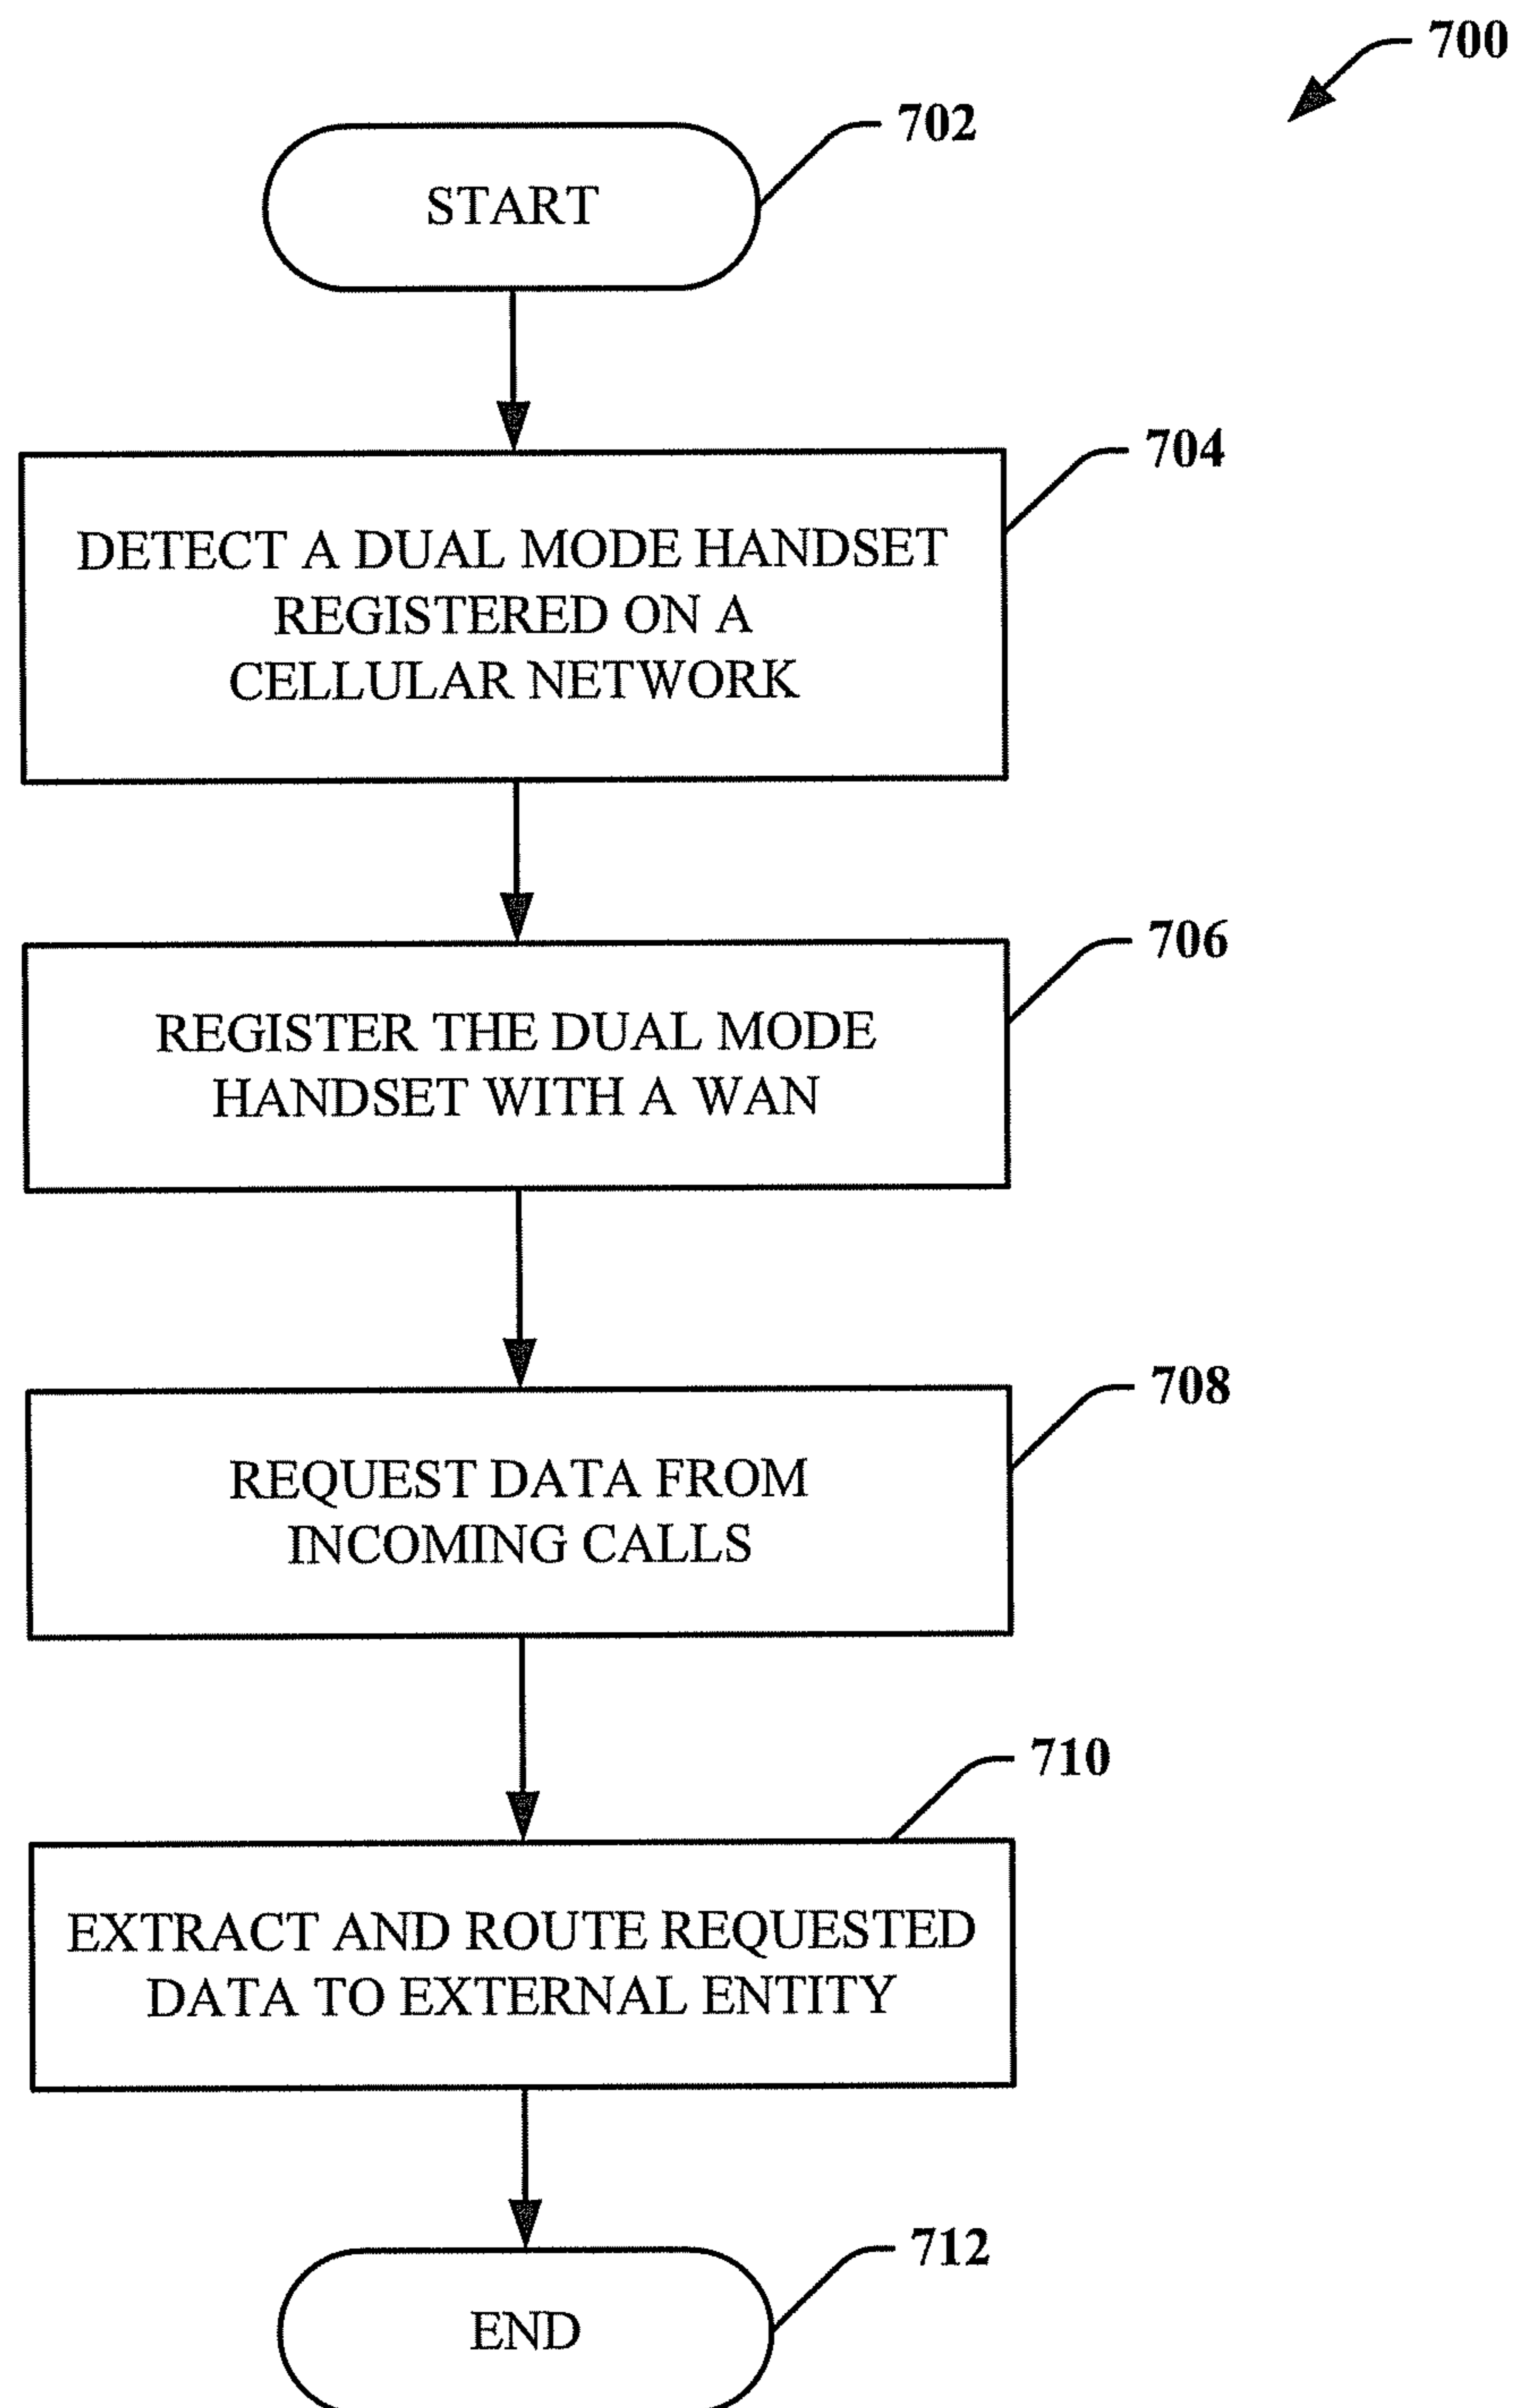 700
702
START
704
DETECT A DUAL MODE HANDSET
REGISTERED ON A
CELLULAR NETWORK
706
REGISTER THE DUAL MODE
HANDSET WITH A WAN
708
REQUEST DATA FROM
INCOMING CALLS
710
EXTRACT AND ROUTE REQUESTED
DATA TO EXTERNAL ENTITY
712
END